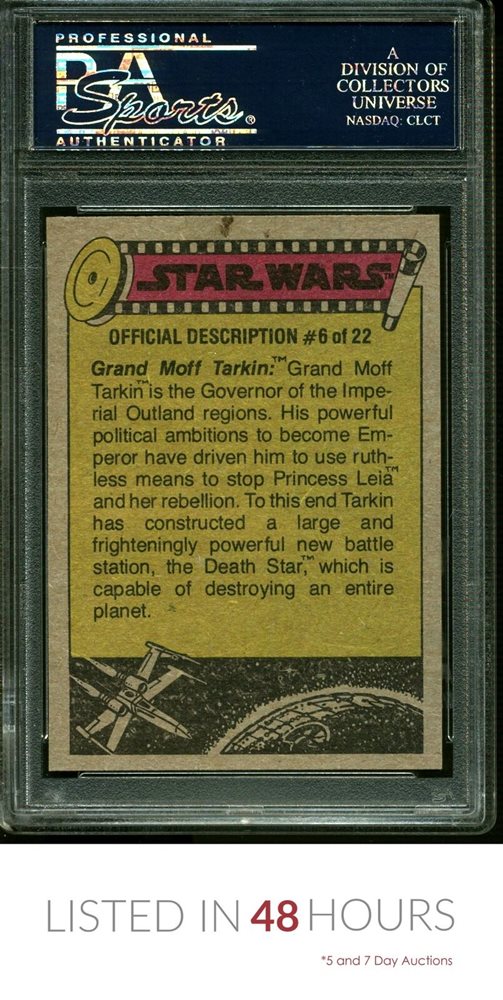 PROFESSIONAL
PSA
Sports®
AUTHENTICATOR
A
DIVISION OF
COLLECTORS
UNIVERSE
NASDAQ: CLCT
STAR WARS™
OFFICIAL DESCRIPTION #6 of 22
Grand Moff Tarkin:™ Grand Moff
Tarkin™ is the Governor of the Impe-
rial Outland regions. His powerful
political ambitions to become Em-
peror have driven him to use ruth-
less means to stop Princess Leia™
and her rebellion. To this end Tarkin
has constructed a large and
frighteningly powerful new battle
station, the Death Star,™ which is
capable of destroying an entire
planet.
LISTED IN 48 HOURS
*5 and 7 Day Auctions